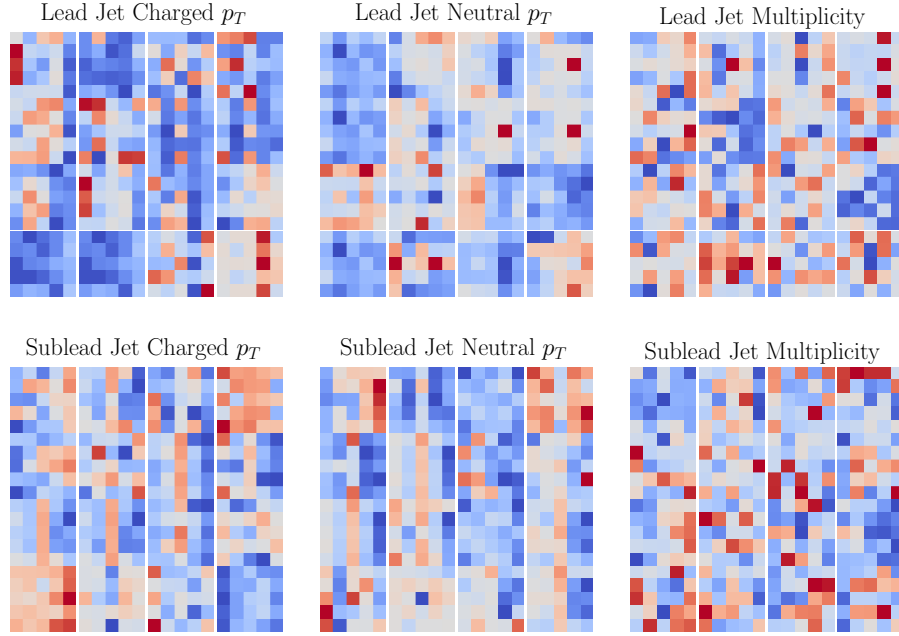 Lead Jet Charged p_T
Lead Jet Neutral p_T
Lead Jet Multiplicity
Sublead Jet Charged p_T
Sublead Jet Neutral p_T
Sublead Jet Multiplicity